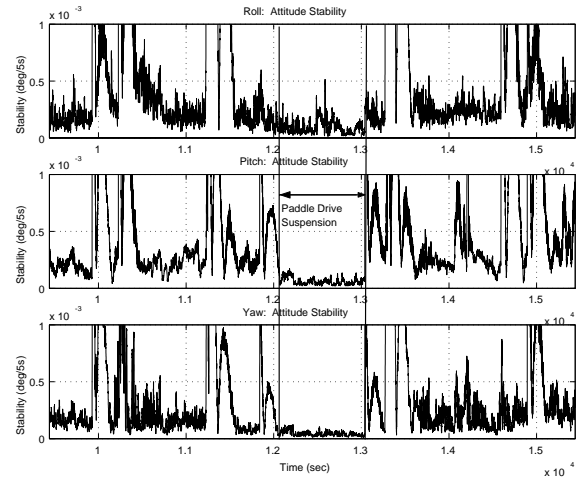 Roll: Attitude Stability
x 10 -3
1
0.5
0
Stability (deg/5s)
1 1.1 1.2 1.3 1.4 1.5
x 10 4
Pitch: Attitude Stability
x 10 -3
1
0.5
0
Stability (deg/5s)
Paddle Drive
Suspension
1 1.1 1.2 1.3 1.4 1.5
x 10 4
Yaw: Attitude Stability
x 10 -3
1
0.5
0
Stability (deg/5s)
1 1.1 1.2 1.3 1.4 1.5
Time (sec)
x 10 4